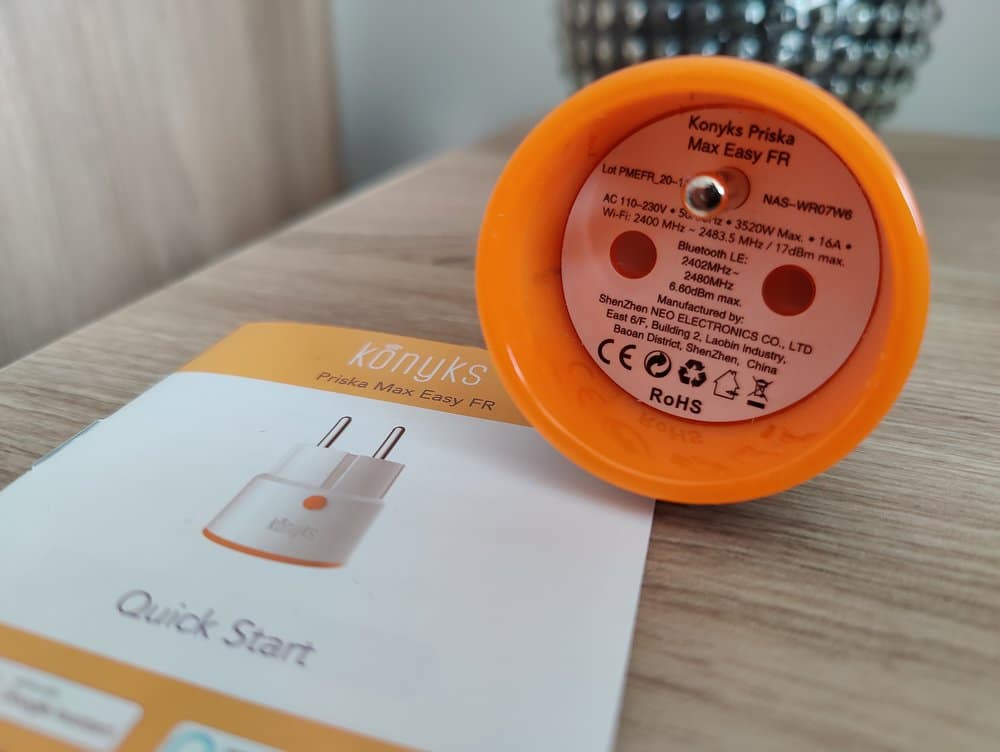 Konyks Priska
Max Easy FR
Lot PMEFR_20-1
NAS-WR07W6
AC 110-230V • Hz • 3520W Max. • 16A •
Wi-Fi: 2400 MHz ~ 2483.5 MHz / 17dBm max.
Bluetooth LE:
2402MHz~
2480MHz
6.60dBm max.
Manufactured by:
ShenZhen NEO ELECTRONICS CO., LTD
East 6/F, Building 2, Laobin Industry,
Baoan District, ShenZhen, China
CE
RoHS
konyks
Priska Max Easy FR
konyks
Quick Start